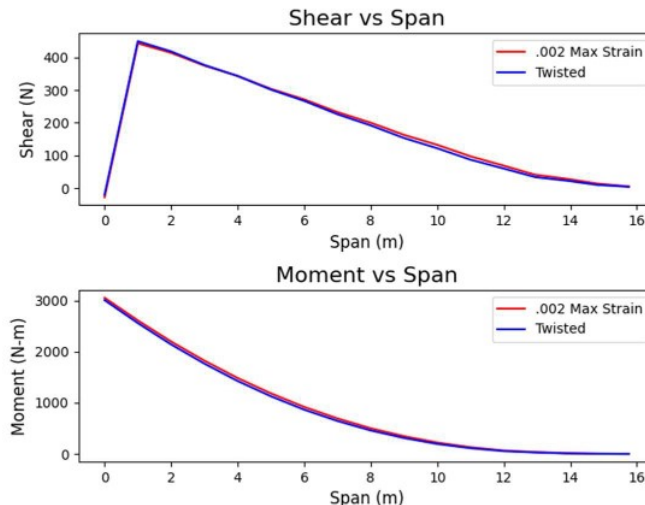 Shear vs Span
Shear (N)
400
300
200
100
0
.002 Max Strain
Twisted
0 2 4 6 8 10 12 14 16
Span (m)
Moment vs Span
Moment (N-m)
3000
2000
1000
0
.002 Max Strain
Twisted
0 2 4 6 8 10 12 14 16
Span (m)